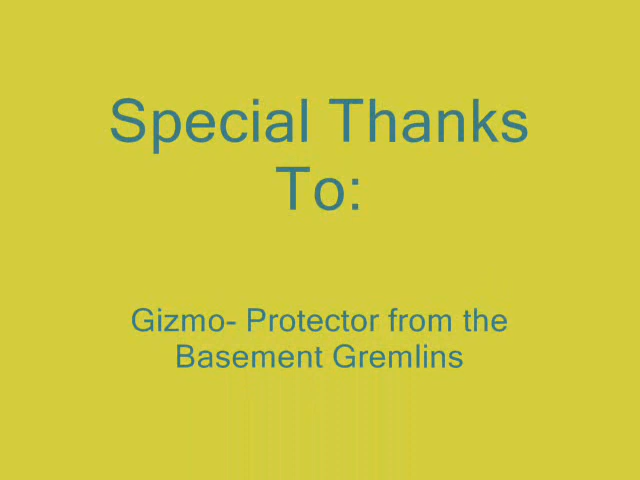 Special Thanks
To:
Gizmo- Protector from the
Basement Gremlins